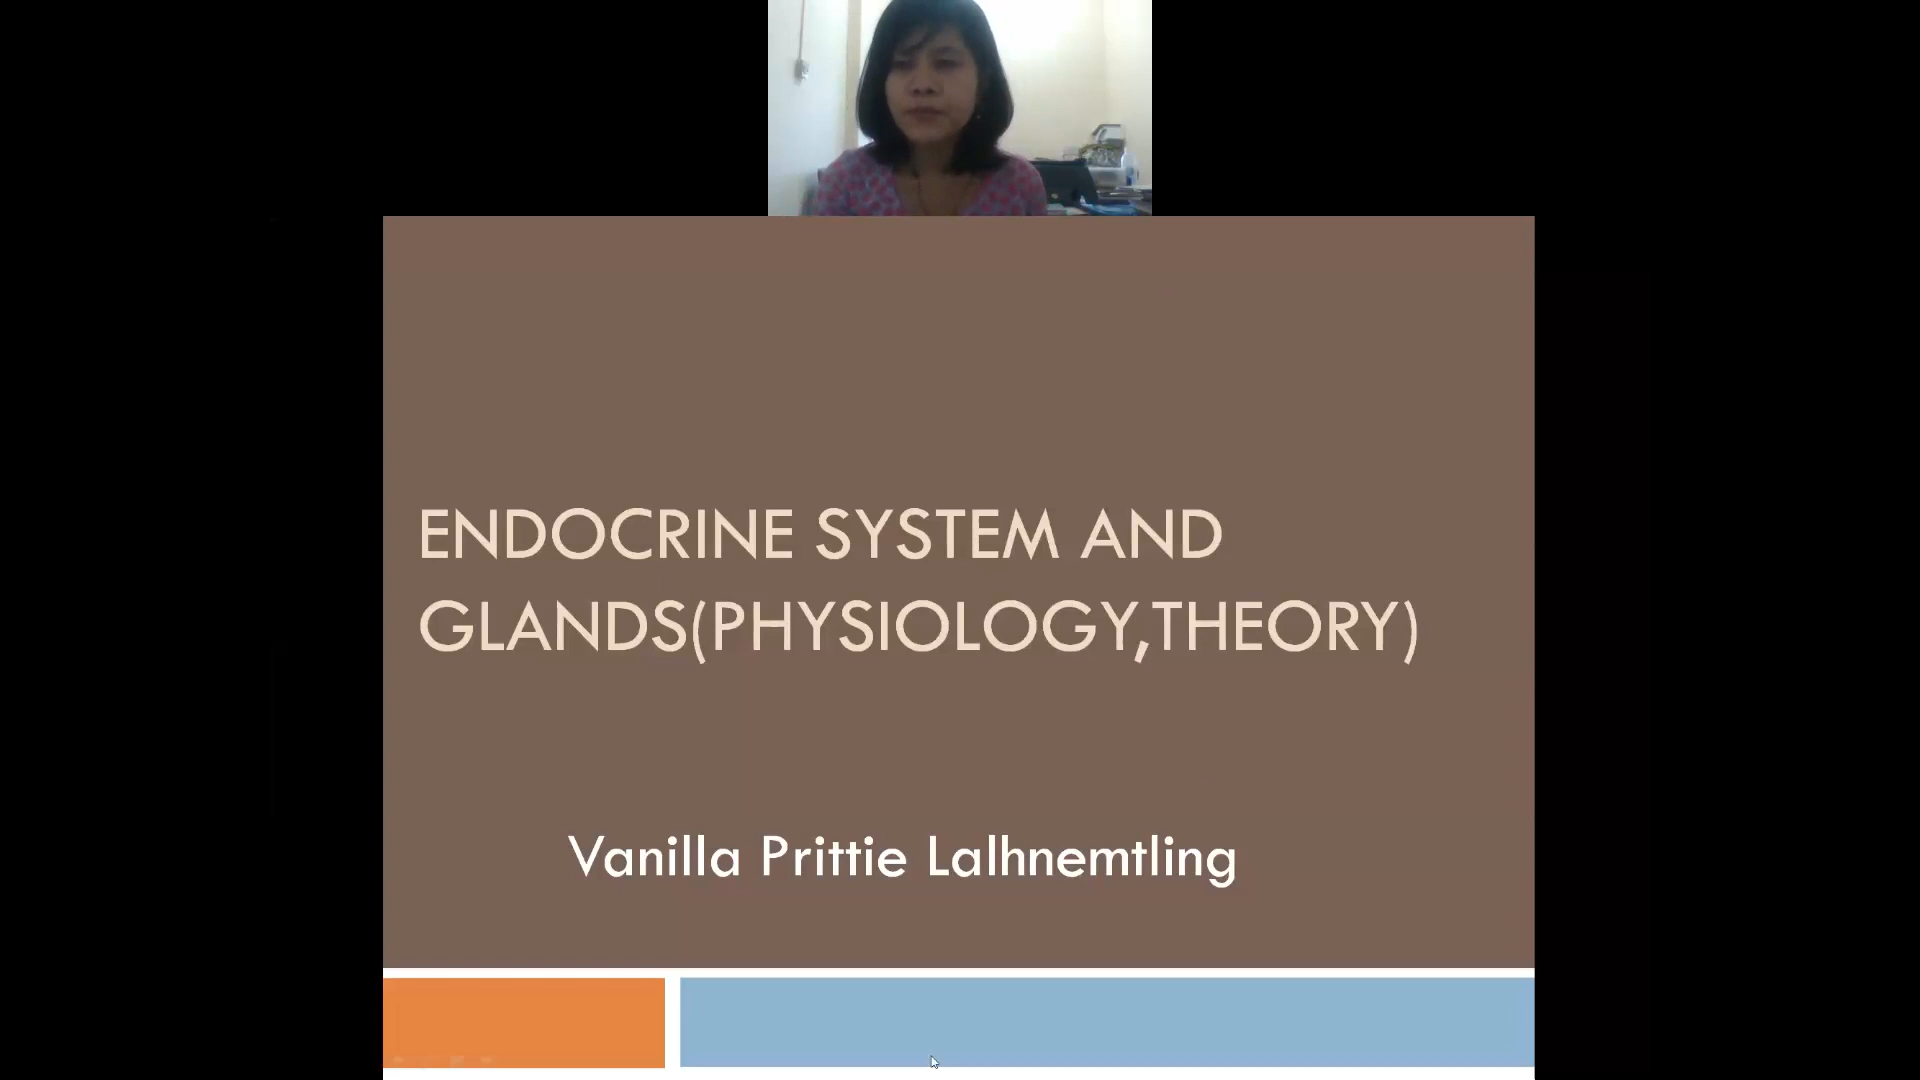 ENDOCRINE SYSTEM AND
GLANDS(PHYSIOLOGY,THEORY)
Vanilla Prittie Lalhnemtling